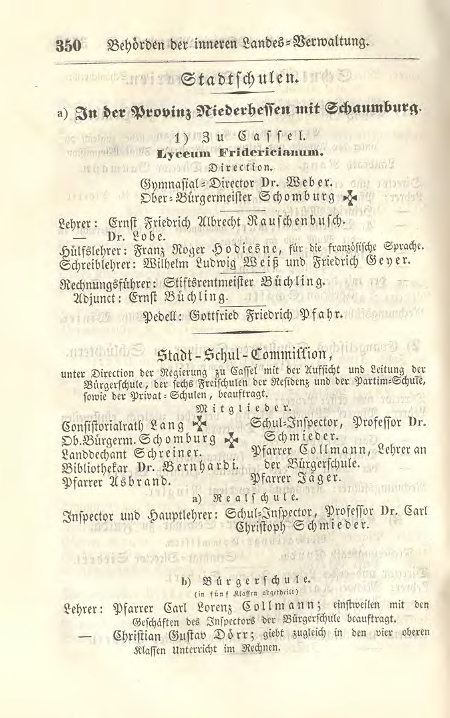 350 Behörden der inneren Landes=Verwaltung.
Stadtschulen.
a) In der Provinz Niederhessen mit Schaumburg.
1) Zu Cassel.
Lyceum Fridericianum.
Direction.
Gymnasial=Director Dr. Weber.
Ober=Bürgermeister Schomburg ✠
Lehrer: Ernst Friedrich Albrecht Rauschenbusch.
— Dr. Lobe.
Hülfslehrer: Franz Roger Hodiesne, für die französische Sprache.
Schreiblehrer: Wilhelm Ludwig Weiß und Friedrich Geyer.
Rechnungsführer: Stiftsrentmeister Büchling.
Adjunct: Ernst Büchling.
Pedell: Gottfried Friedrich Pfahr.
Stadt=Schul=Commission,
unter Direction der Regierung zu Cassel mit der Aufsicht und Leitung der
Bürgerschule, der sechs Freischulen der Residenz und der Partim=Schule,
sowie der Privat=Schulen, beauftragt.
Mitglieder.
Consistorialrath Lang ✠
Ob.Bürgerm. Schomburg ✠
Landdechant Schreiner.
Bibliothekar Dr. Bernhardi.
Pfarrer Asbrand.
Schul=Inspector, Professor Dr.
Schmieder.
Pfarrer Collmann, Lehrer an
der Bürgerschule.
Pfarrer Jäger.
a) Realschule.
Inspector und Hauptlehrer: Schul=Inspector, Professor Dr. Carl
Christoph Schmieder.
b) Bürgerschule.
(in fünf Klassen abgetheilt)
Lehrer: Pfarrer Carl Lorenz Collmann; einstweilen mit den
Geschäften des Inspectors der Bürgerschule beauftragt.
— Christian Gustav Dörr; giebt zugleich in den vier oberen
Klassen Unterricht im Rechnen.